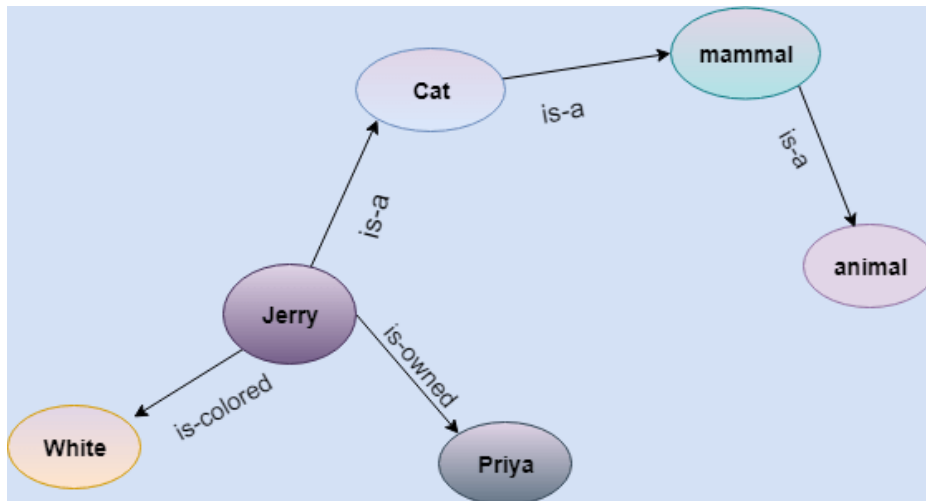 mammal
Cat
is-a
is-a
is-a
animal
Jerry
is-owned
is-colored
White
Priya